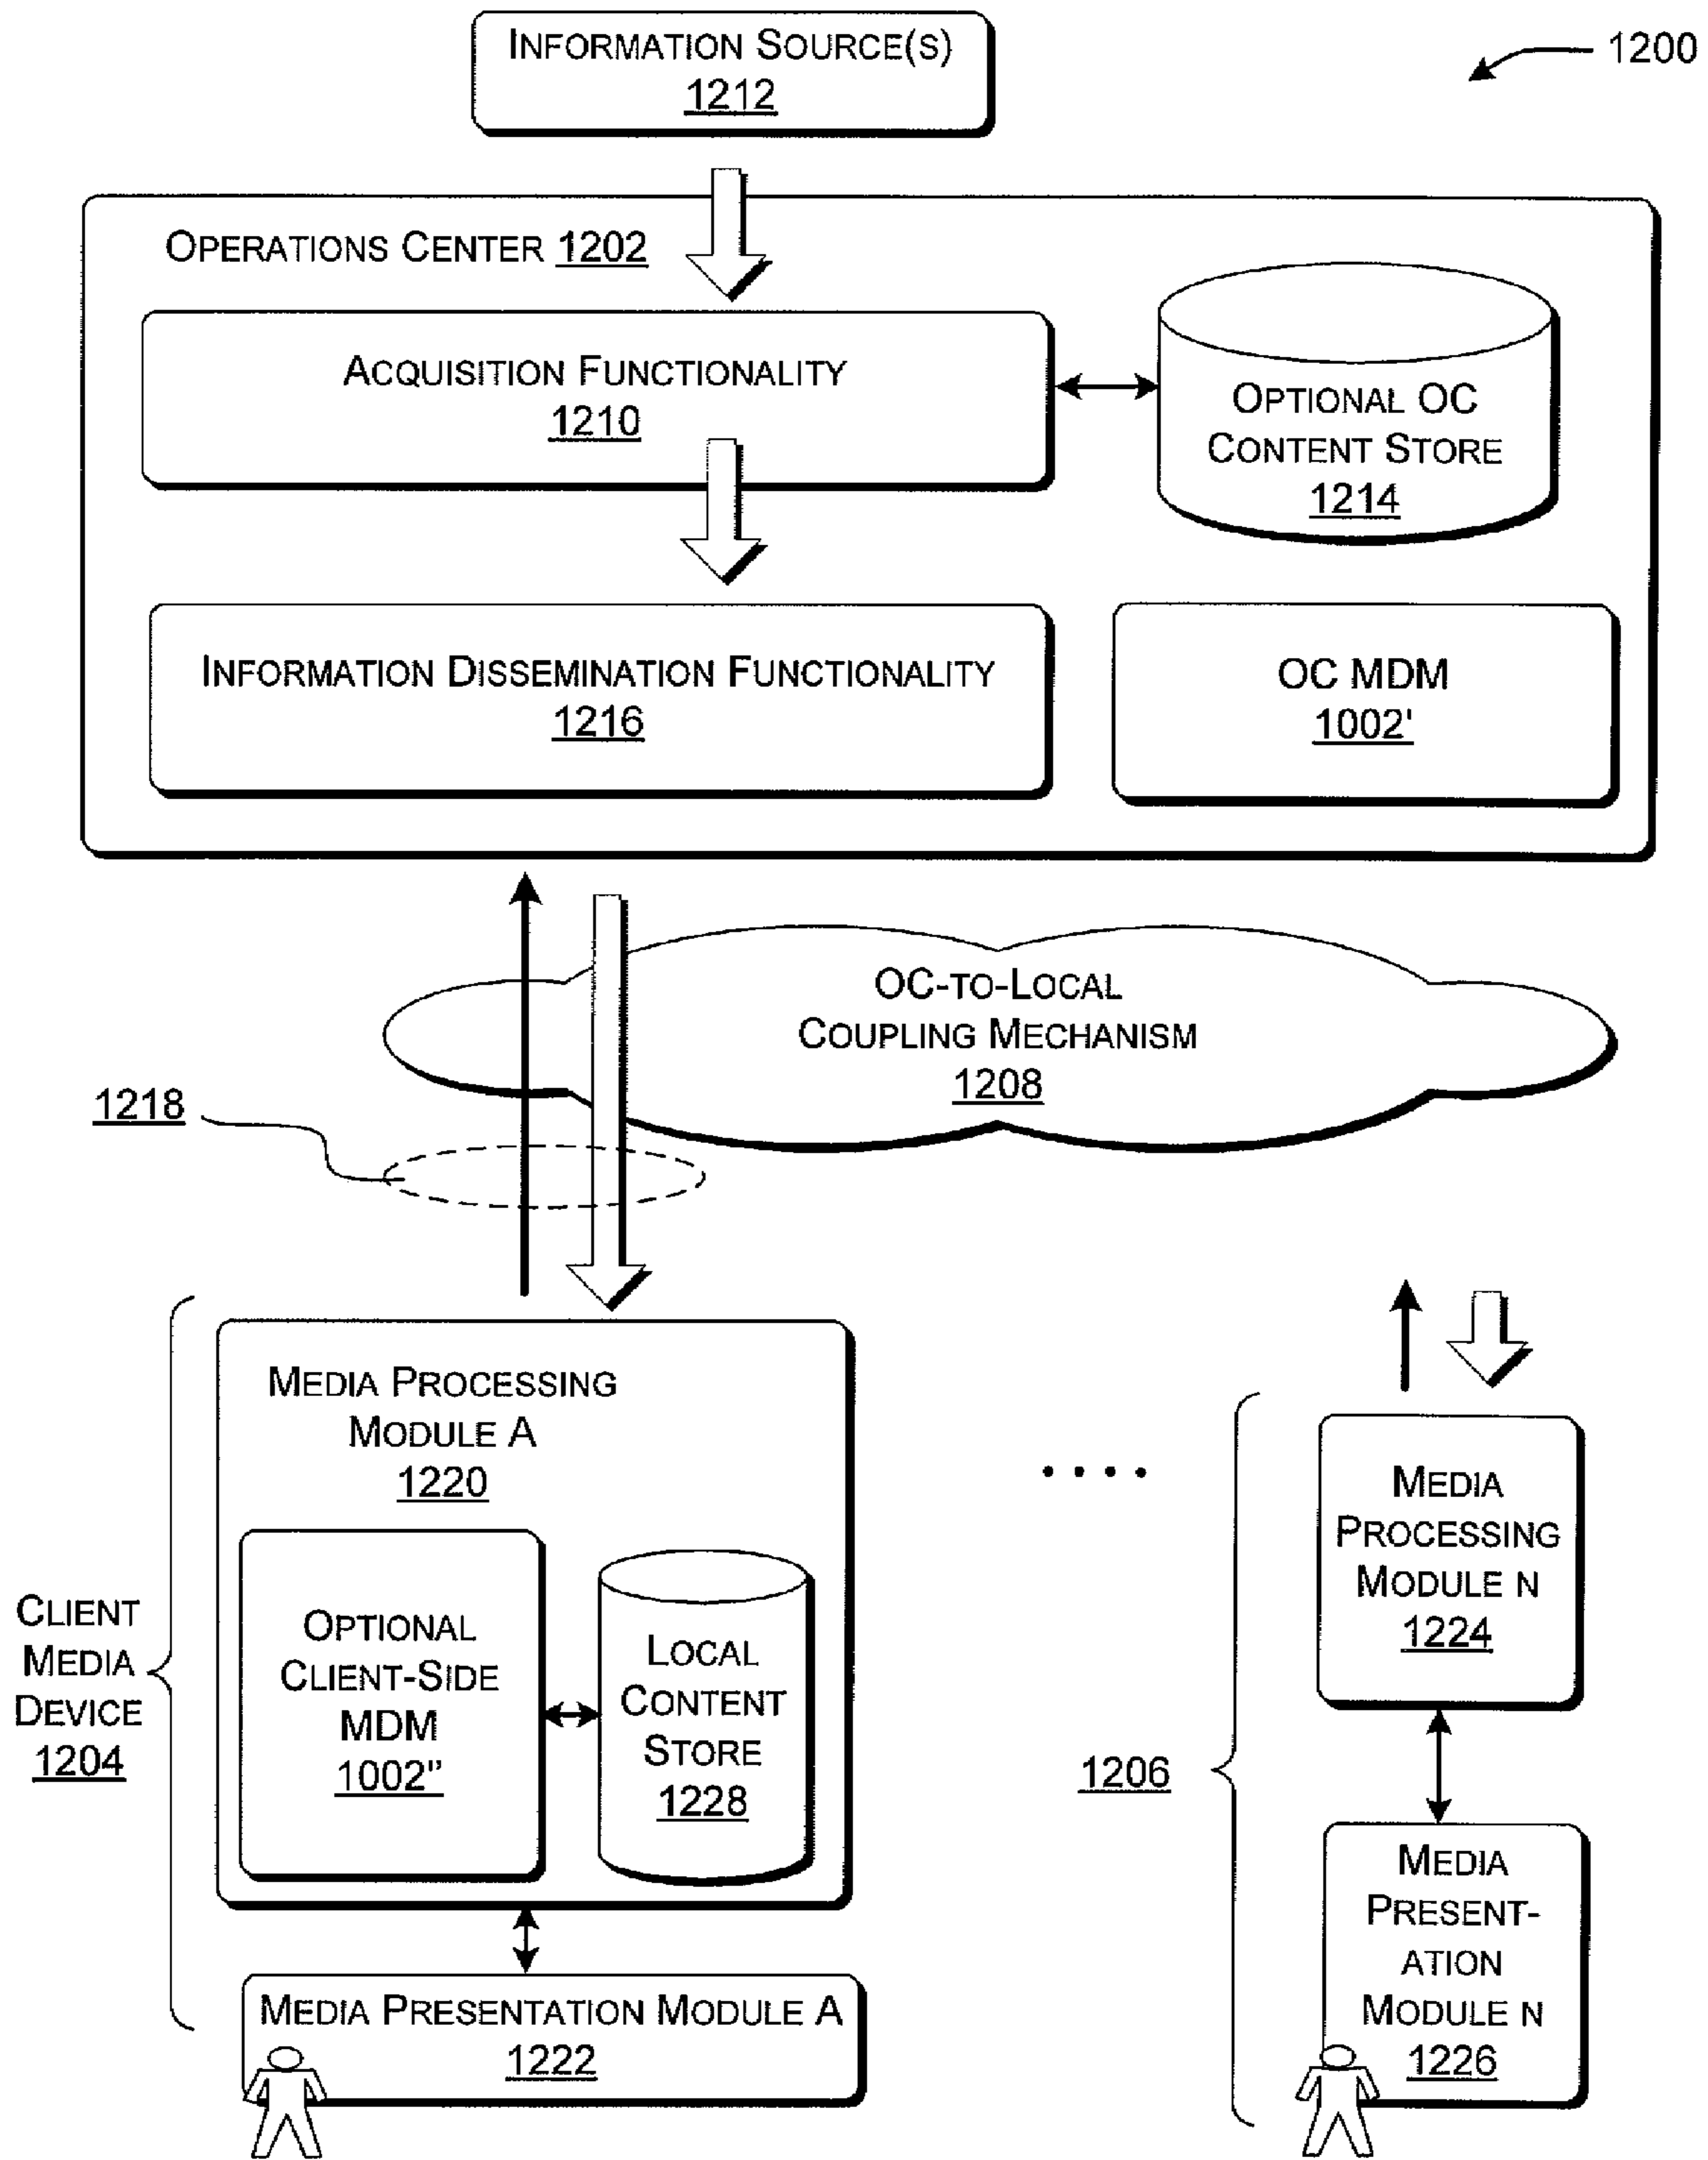 INFORMATION SOURCE(S)
1212
1200
OPERATIONS CENTER 1202
ACQUISITION FUNCTIONALITY
1210
OPTIONAL OC
CONTENT STORE
1214
INFORMATION DISSEMINATION FUNCTIONALITY
1216
OC MDM
1002'
OC-TO-LOCAL
COUPLING MECHANISM
1208
1218
MEDIA PROCESSING
MODULE A
1220
OPTIONAL
CLIENT-SIDE
MDM
1002"
LOCAL
CONTENT
STORE
1228
CLIENT
MEDIA
DEVICE
1204
MEDIA PRESENTATION MODULE A
1222
1206
MEDIA
PROCESSING
MODULE N
1224
MEDIA
PRESENT-
ATION
MODULE N
1226